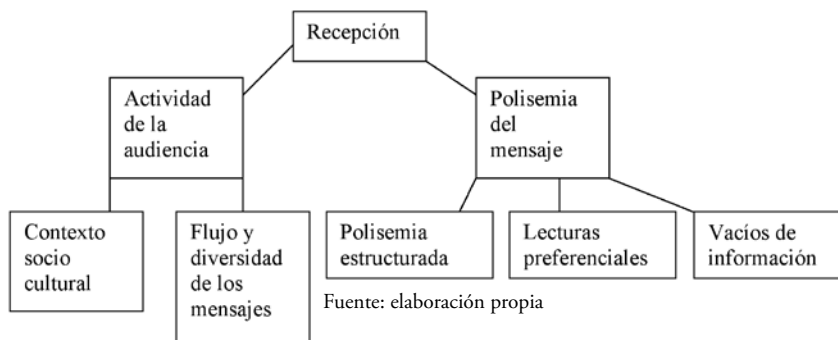 Recepción
Actividad
de la
audiencia
Polisemia
del
mensaje
Contexto
socio
cultural
Flujo y
diversidad
de los
mensajes
Polisemia
estructurada
Lecturas
preferenciales
Vacíos de
información
Fuente: elaboración propia